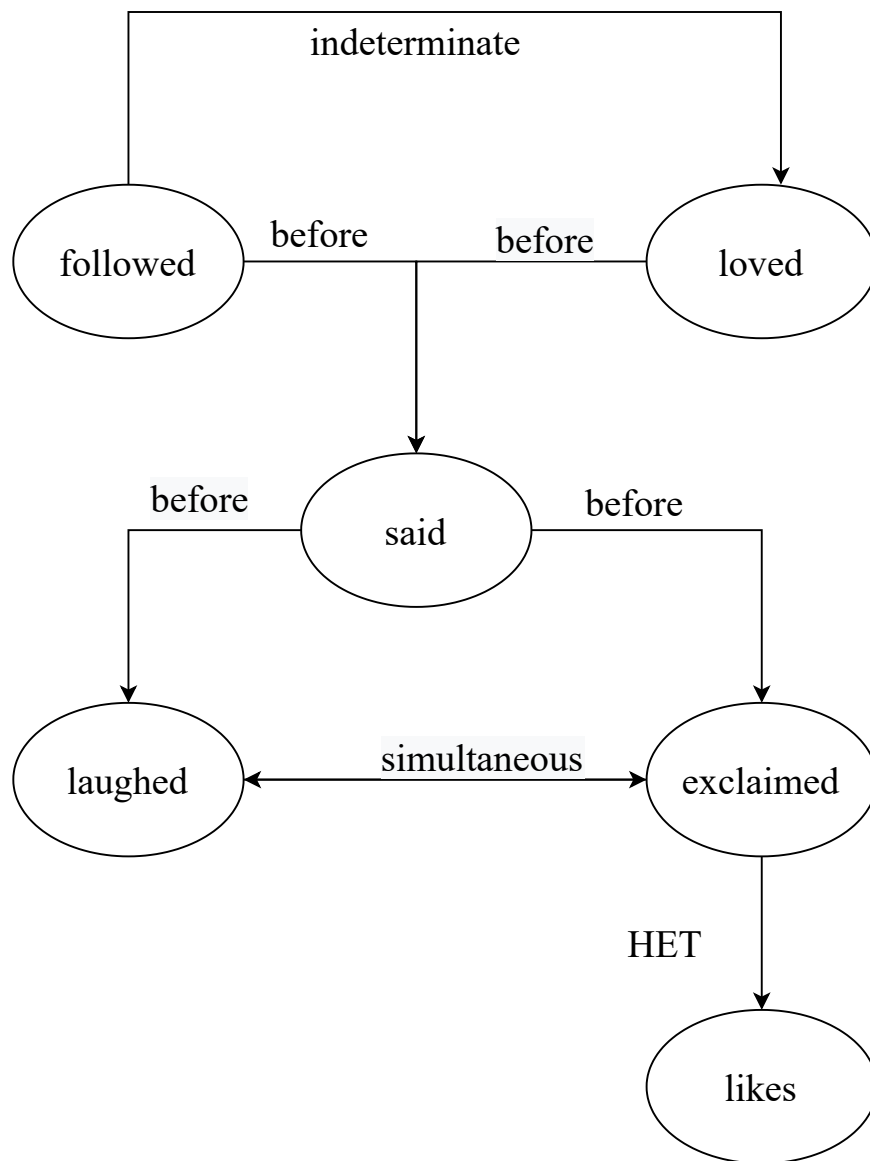 indeterminate
followed
before
before
loved
before
said
before
laughed
simultaneous
exclaimed
HET
likes